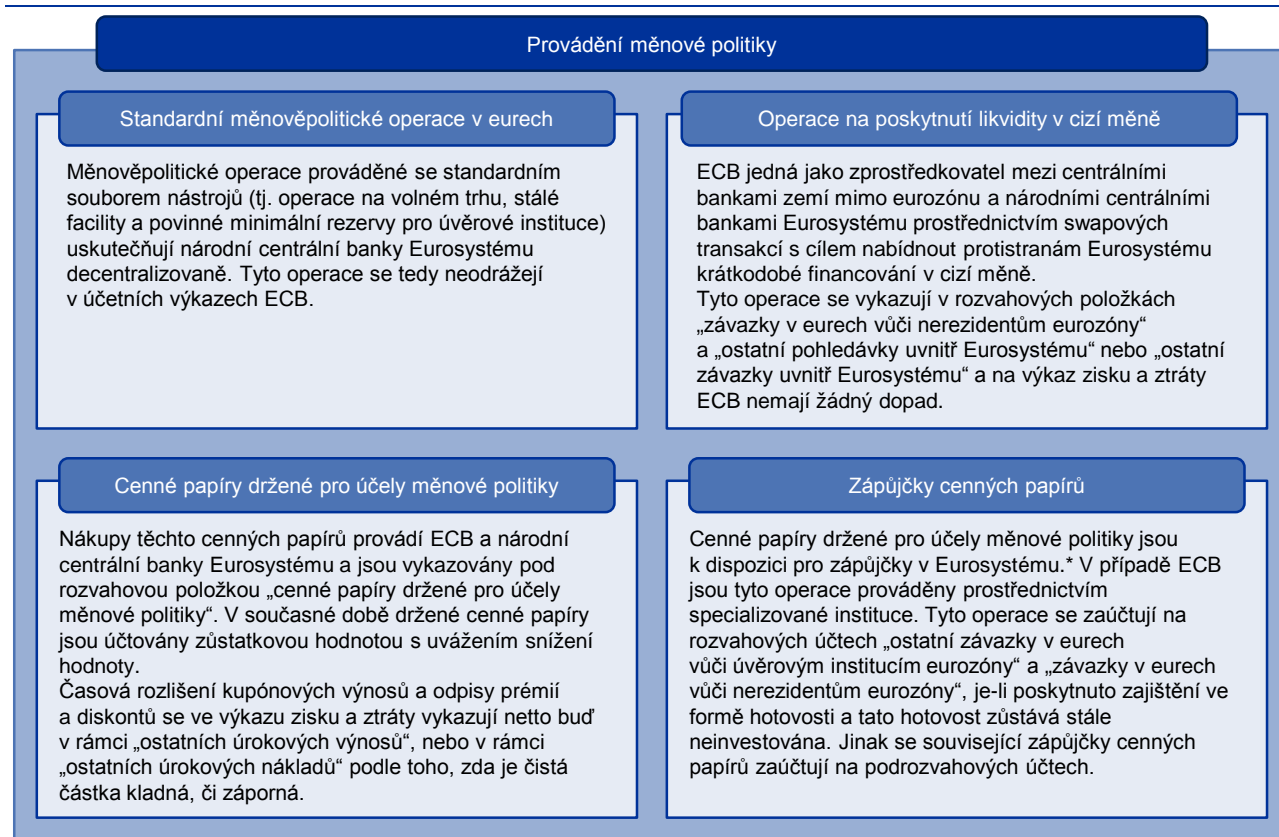 Provádění měnové politiky
Standardní měnověpolitické operace v eurech
Měnověpolitické operace prováděné se standardním
souborem nástrojů (tj. operace na volném trhu, stálé
facility a povinné minimální rezervy pro úvěrové instituce)
uskutečňují národní centrální banky Eurosystému
decentralizovaně. Tyto operace se tedy neodrážejí
v účetních výkazech ECB.
Operace na poskytnutí likvidity v cizí měně
ECB jedná jako zprostředkovatel mezi centrálními
bankami zemí mimo eurozónu a národními centrálními
bankami Eurosystému prostřednictvím swapových
transakcí s cílem nabídnout protistranám Eurosystému
krátkodobé financování v cizí měně.
Tyto operace se vykazují v rozvahových položkách
„závazky v eurech vůči nerezidentům eurozóny“
a „ostatní pohledávky uvnitř Eurosystému“ nebo „ostatní
závazky uvnitř Eurosystému“ a na výkaz zisku a ztráty
ECB nemají žádný dopad.
Cenné papíry držené pro účely měnové politiky
Nákupy těchto cenných papírů provádí ECB a národní
centrální banky Eurosystému a jsou vykazovány pod
rozvahovou položkou „cenné papíry držené pro účely
měnové politiky“. V současné době držené cenné papíry
jsou účtovány zůstatkovou hodnotou s uvážením snížení
hodnoty.
Časová rozlišení kupónových výnosů a odpisy prémií
a diskontů se ve výkazu zisku a ztráty vykazují netto buď
v rámci „ostatních úrokových výnosů“, nebo v rámci
„ostatních úrokových nákladů“ podle toho, zda je čistá
částka kladná, či záporná.
Zápůjčky cenných papírů
Cenné papíry držené pro účely měnové politiky jsou
k dispozici pro zápůjčky v Eurosystému.* V případě ECB
jsou tyto operace prováděny prostřednictvím
specializované instituce. Tyto operace se zaúčtují na
rozvahových účtech „ostatní závazky v eurech
vůči úvěrovým institucím eurozóny“ a „závazky v eurech
vůči nerezidentům eurozóny“, je-li poskytnuto zajištění ve
formě hotovosti a tato hotovost zůstává stále
neinvestována. Jinak se související zápůjčky cenných
papírů zaúčtují na podrozvahových účtech.